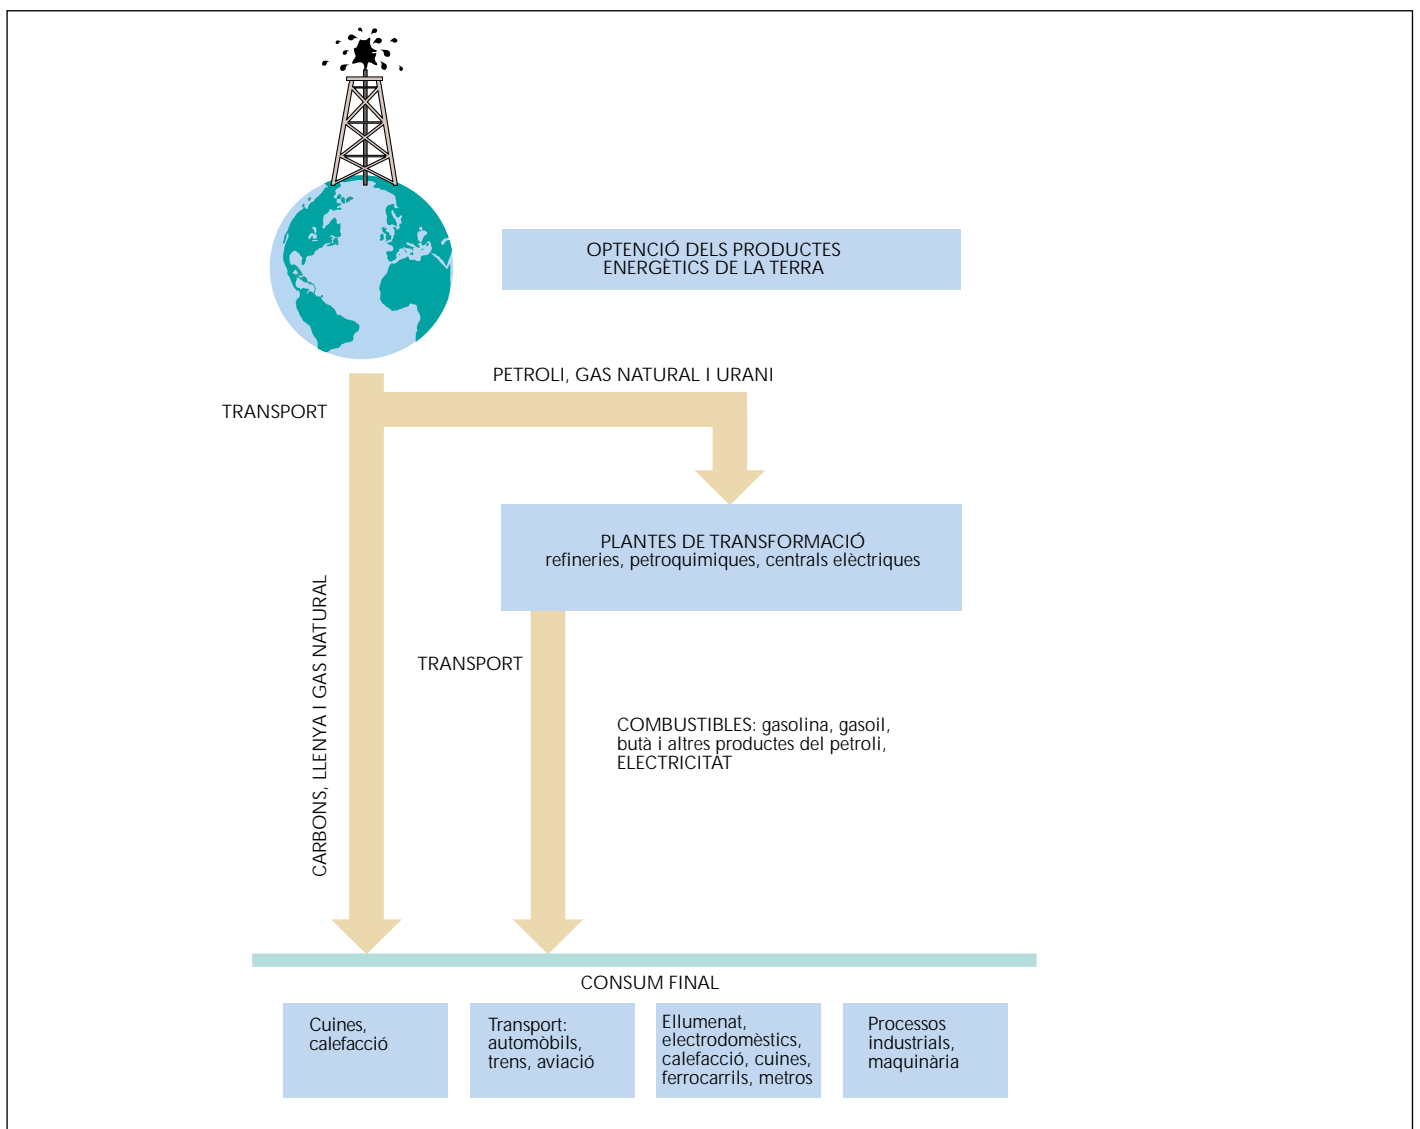 OPTENCIÓ DELS PRODUCTES
ENERGÈTICS DE LA TERRA
PETROLI, GAS NATURAL I URANI
TRANSPORT
PLANTES DE TRANSFORMACIÓ
refineries, petroquimiques, centrals elèctriques
CARBONS, LLENYA I GAS NATURAL
TRANSPORT
COMBUSTIBLES: gasolina, gasoil,
butà i altres productes del petroli,
ELECTRICITAT
CONSUM FINAL
Cuines,
calefacció
Transport:
automòbils,
trens, aviació
Ellumenat,
electrodomèstics,
calefacció, cuines,
ferrocarrils, metros
Processos
industrials,
maquinària